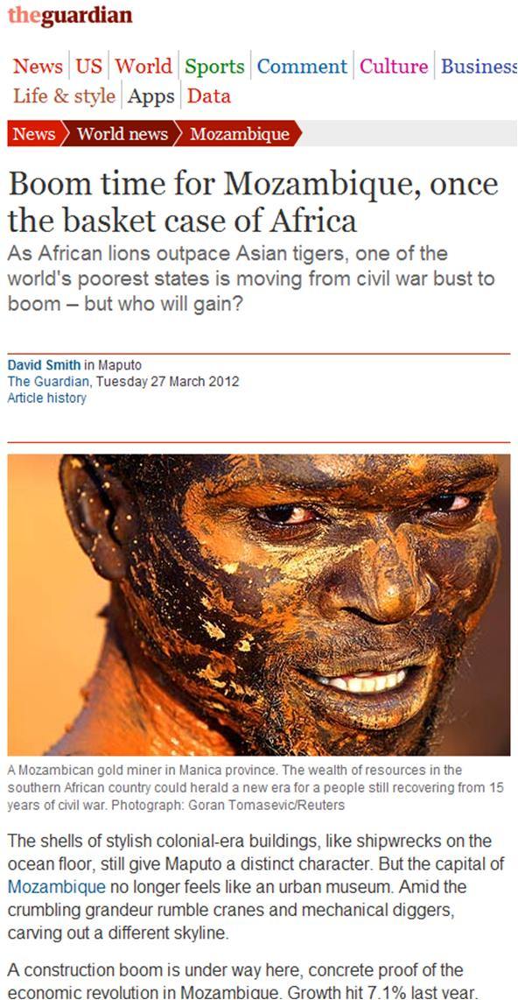 theguardian
News US World Sports Comment Culture Business
Life & style Apps Data
News World news Mozambique
Boom time for Mozambique, once
the basket case of Africa
As African lions outpace Asian tigers, one of the
world's poorest states is moving from civil war bust to
boom – but who will gain?
David Smith in Maputo
The Guardian, Tuesday 27 March 2012
Article history
A Mozambican gold miner in Manica province. The wealth of resources in the
southern African country could herald a new era for a people still recovering from 15
years of civil war. Photograph: Goran Tomasevic/Reuters
The shells of stylish colonial-era buildings, like shipwrecks on the
ocean floor, still give Maputo a distinct character. But the capital of
Mozambique no longer feels like an urban museum. Amid the
crumbling grandeur rumble cranes and mechanical diggers,
carving out a different skyline.
A construction boom is under way here, concrete proof of the
economic revolution in Mozambique. Growth hit 7.1% last year,